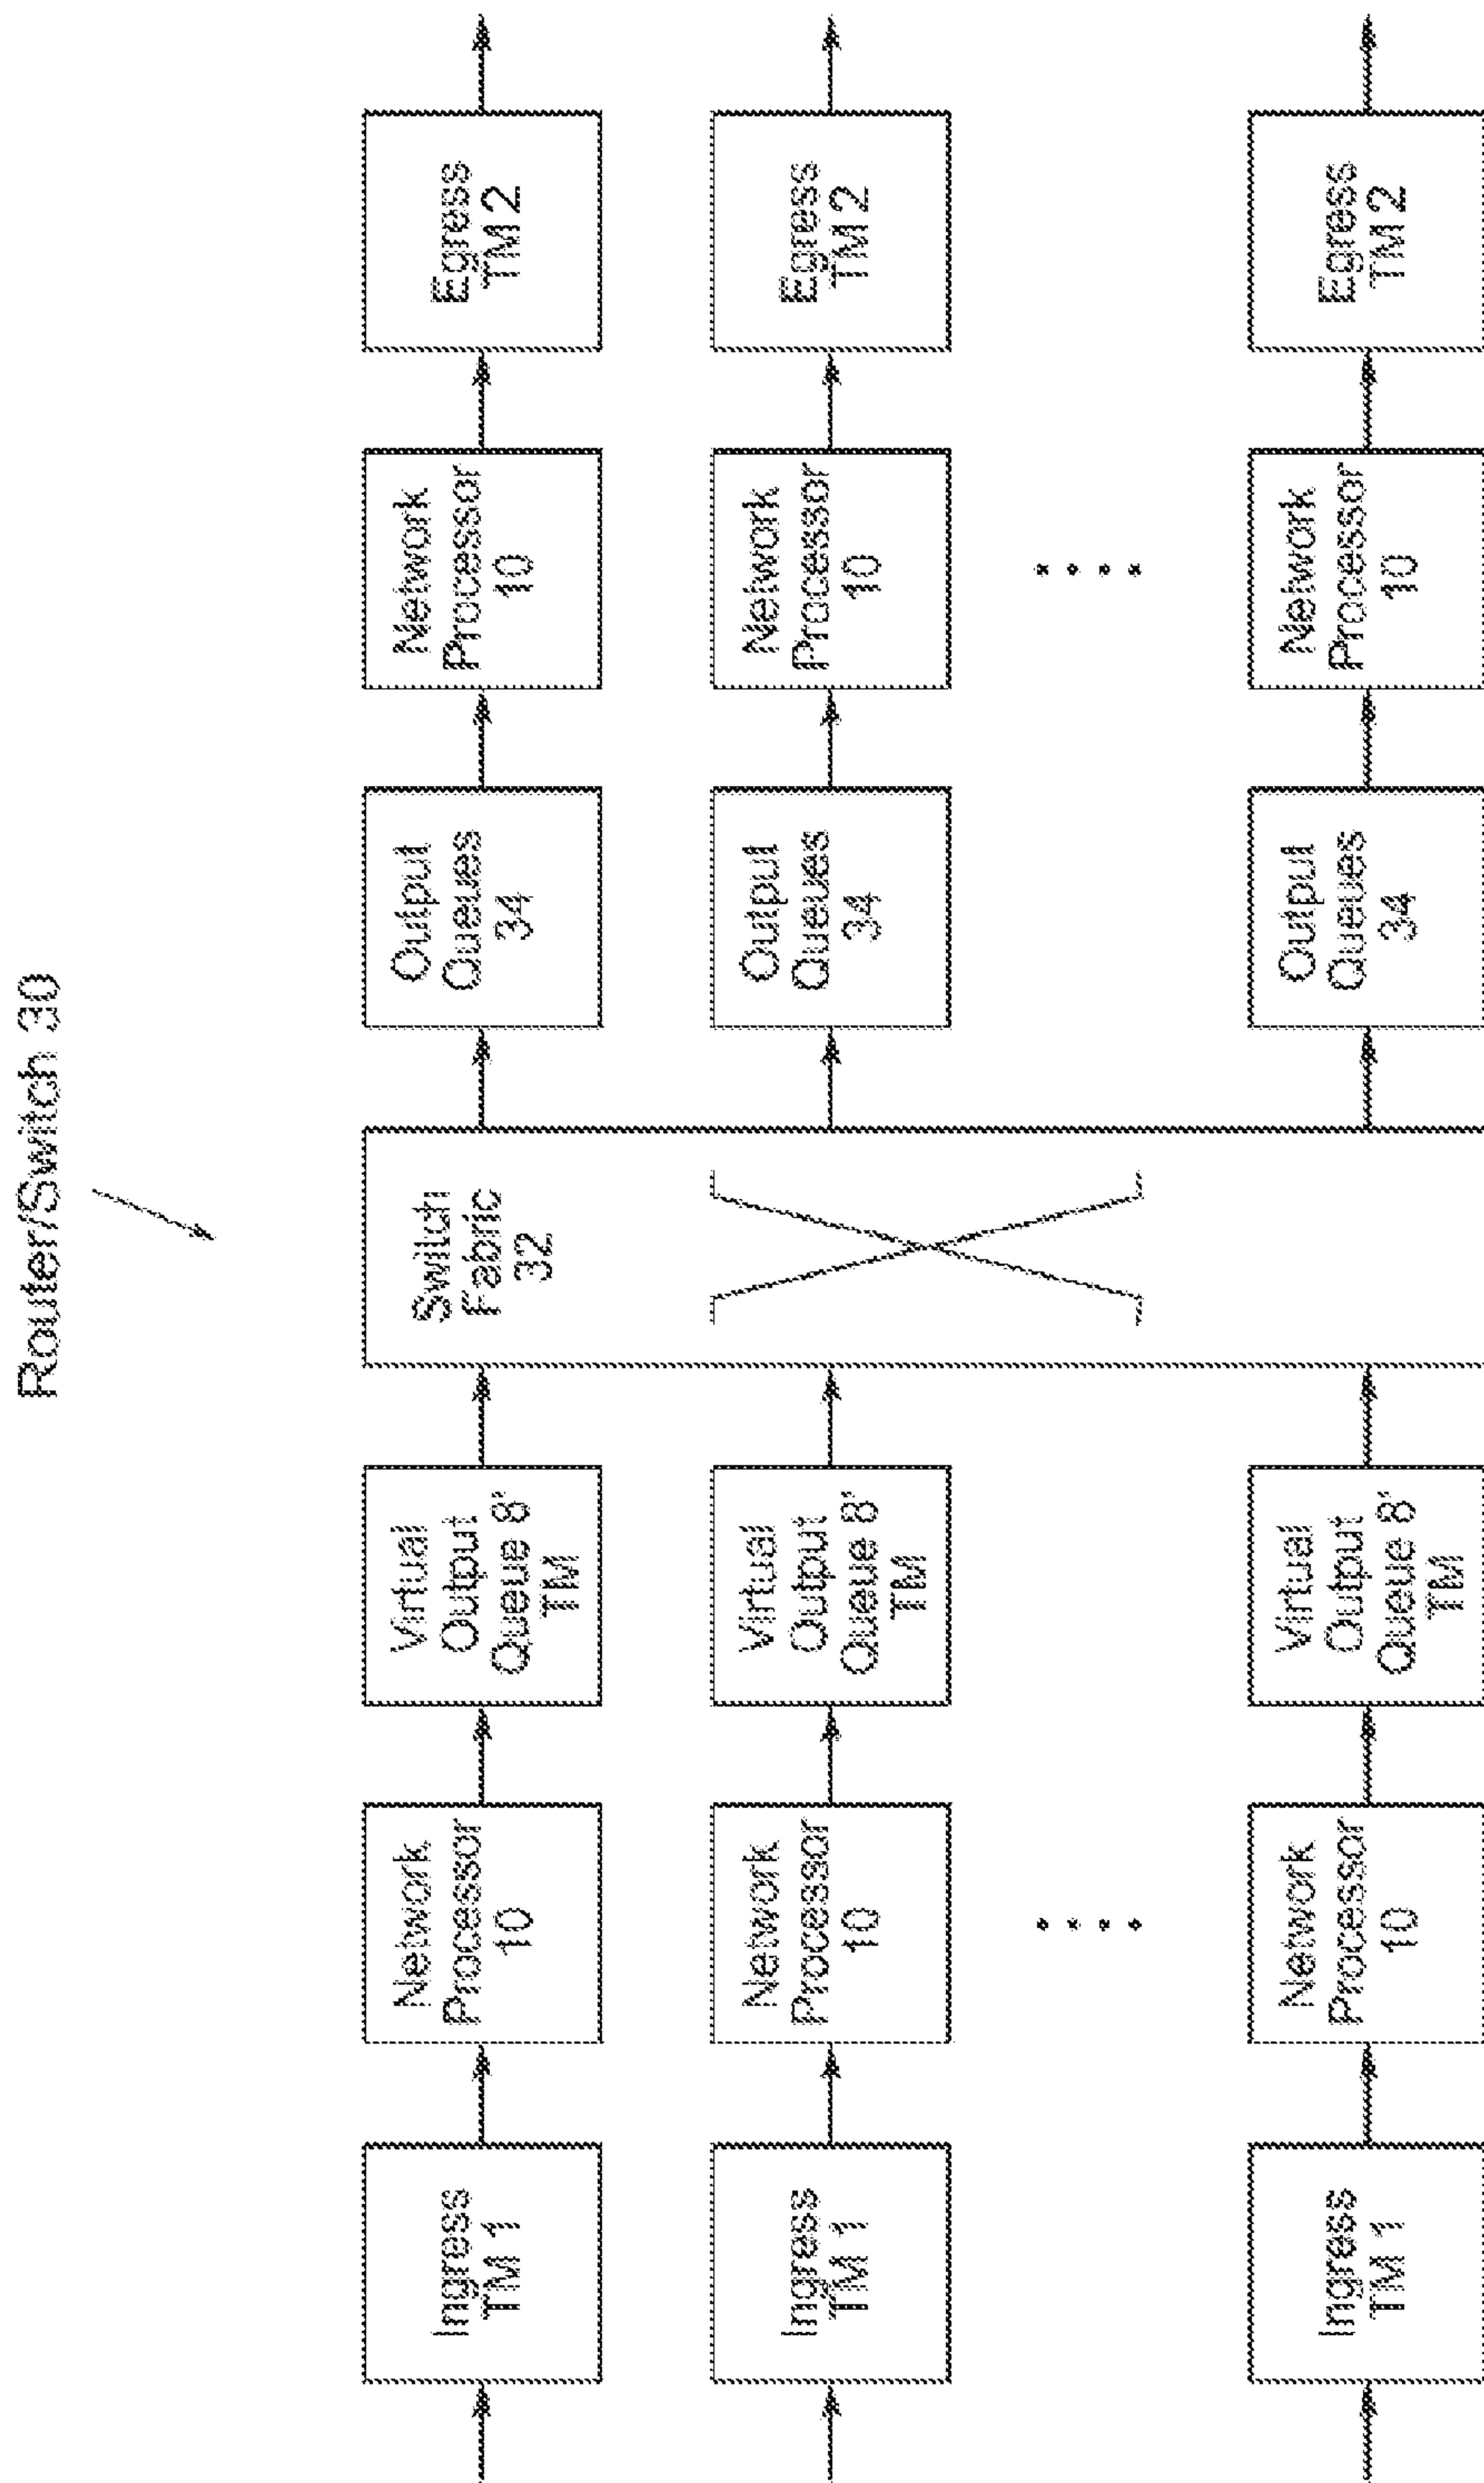 Router/Switch 30
Ingress
TM 1
Network
Processor
10
Virtual
Output
Queue 8'
TM
Switch
Fabric
32
Output
Queues
34
Network
Processor
10
Egress
TM 2
Ingress
TM 1
Network
Processor
10
Virtual
Output
Queue 8'
TM
Output
Queues
34
Network
Processor
10
Egress
TM 2
Ingress
TM 1
Network
Processor
10
Virtual
Output
Queue 8'
TM
Output
Queues
34
Network
Processor
10
Egress
TM 2